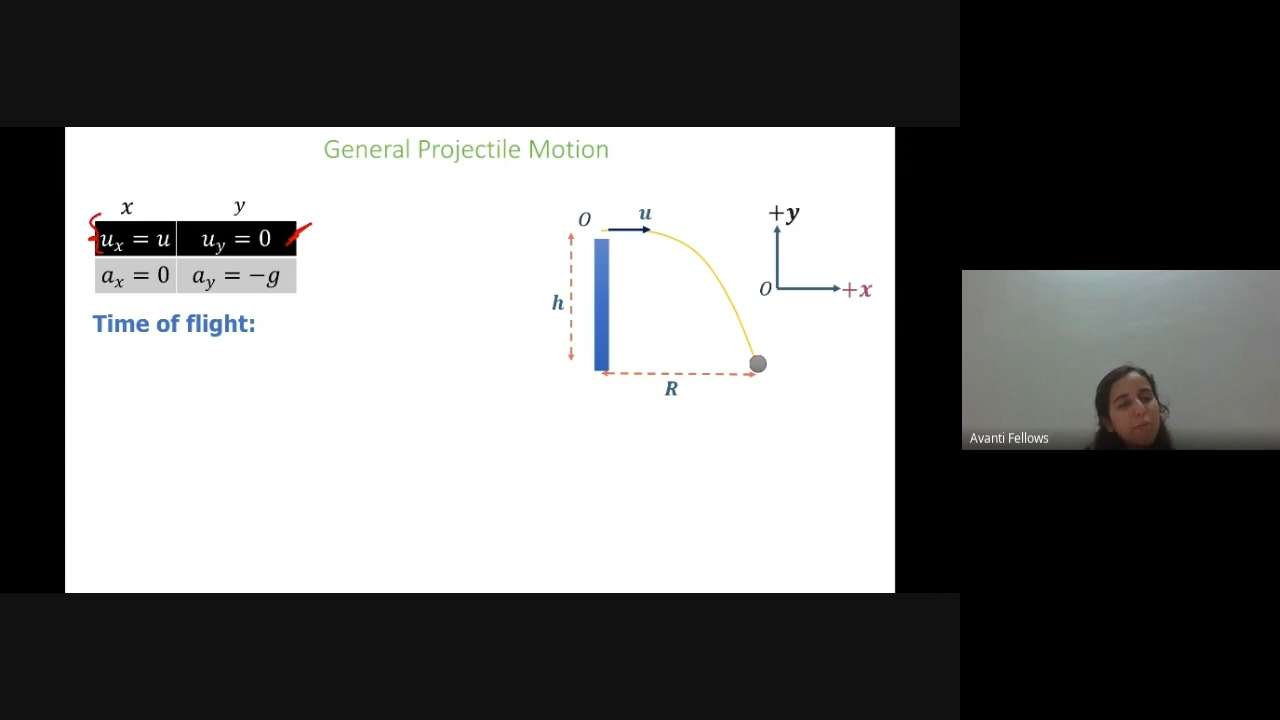 General Projectile Motion
x y
u_x = u u_y = 0
a_x = 0 a_y = −g
Time of flight:
O u
h
R
+y
O +x
Avanti Fellows